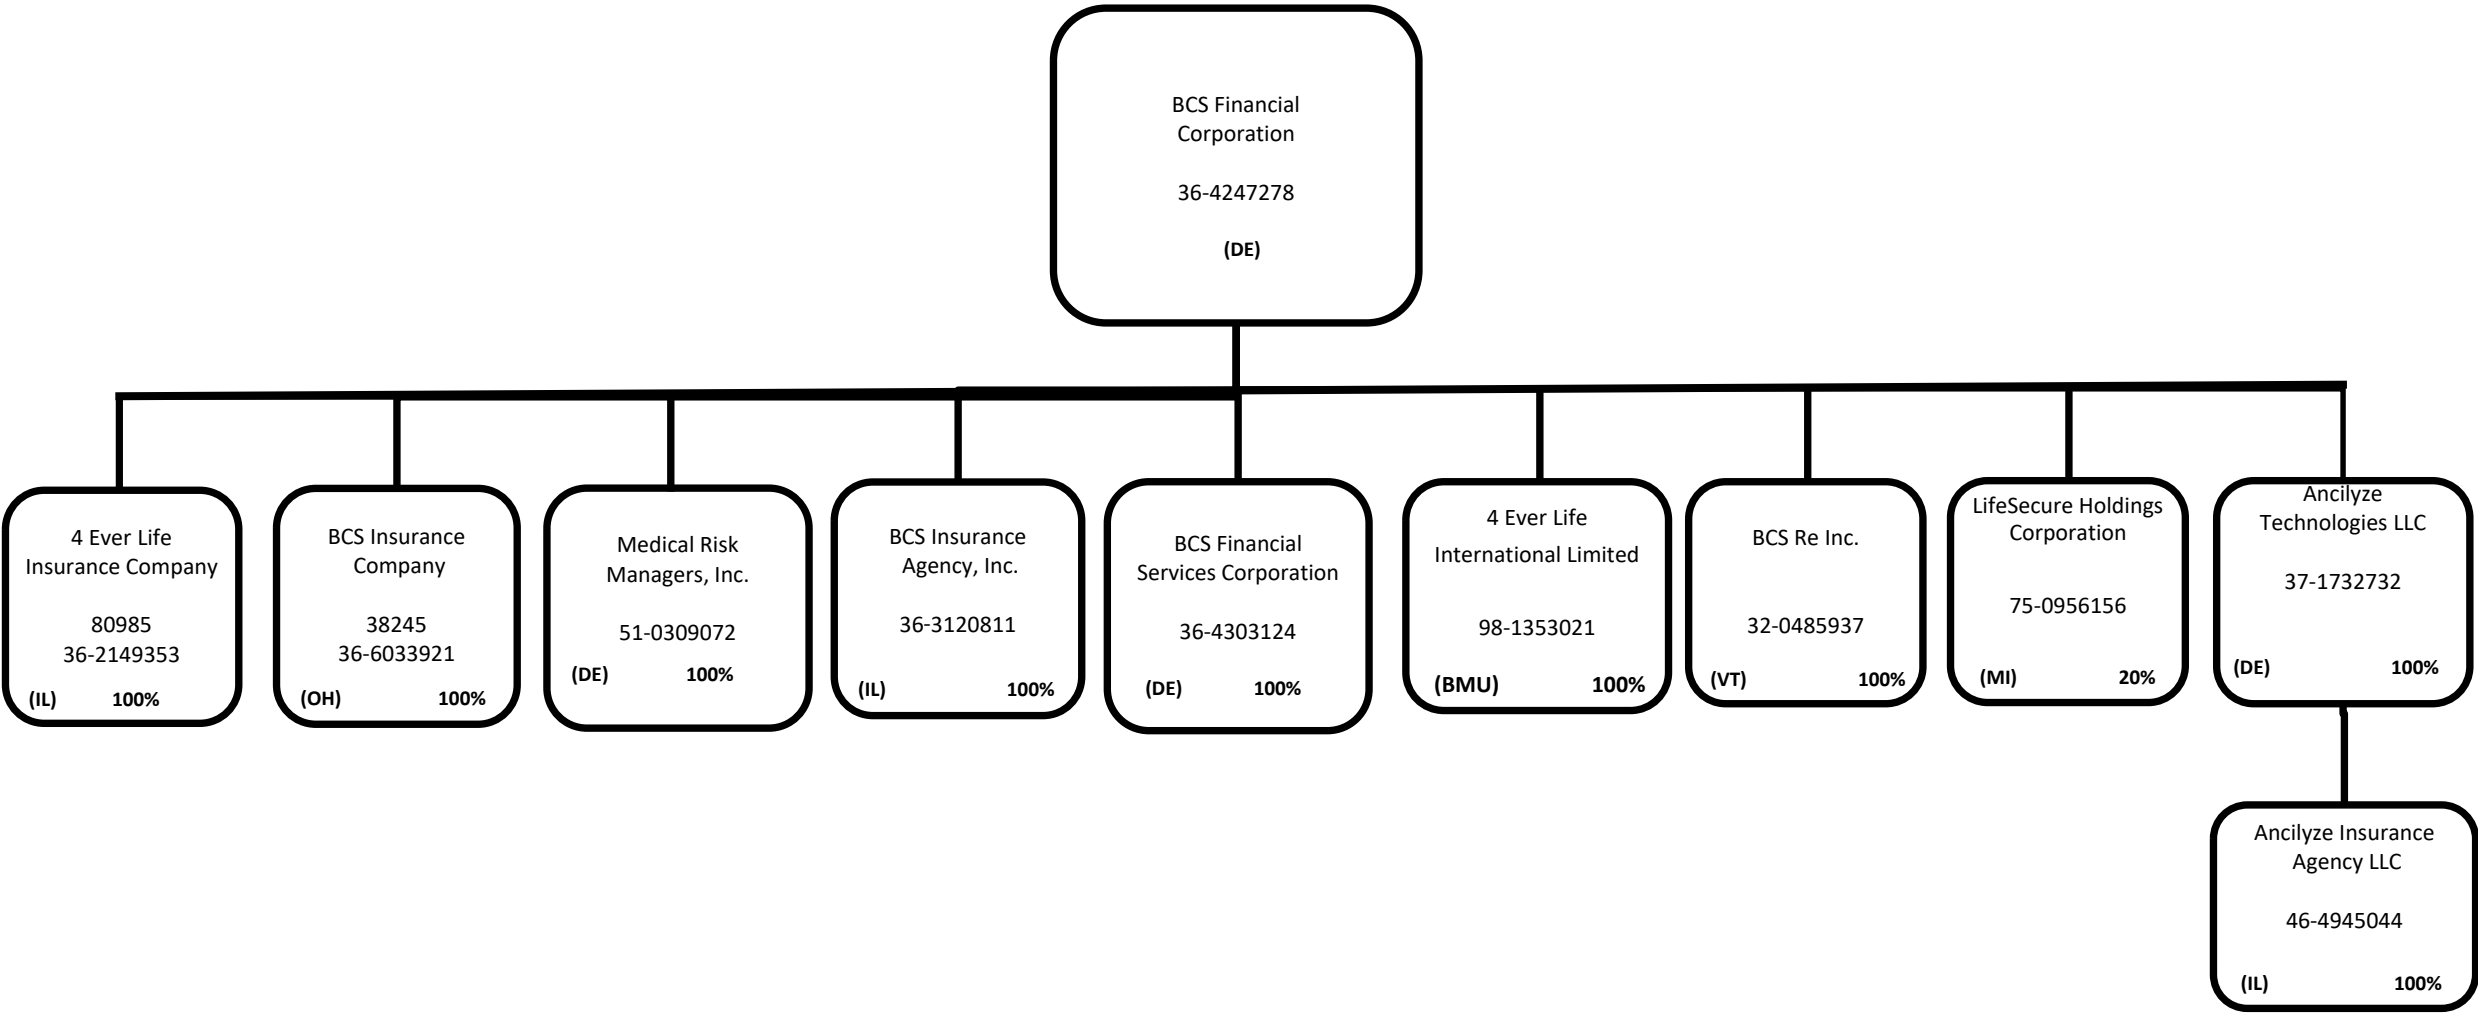 BCS Financial
Corporation
36-4247278
(DE)
4 Ever Life
Insurance Company
80985
36-2149353
(IL) 100%
BCS Insurance
Company
38245
36-6033921
(OH) 100%
Medical Risk
Managers, Inc.
51-0309072
(DE) 100%
BCS Insurance
Agency, Inc.
36-3120811
(IL) 100%
BCS Financial
Services Corporation
36-4303124
(DE) 100%
4 Ever Life
International Limited
98-1353021
(BMU) 100%
BCS Re Inc.
32-0485937
(VT) 100%
LifeSecure Holdings
Corporation
75-0956156
(MI) 20%
Ancilyze
Technologies LLC
37-1732732
(DE) 100%
Ancilyze Insurance
Agency LLC
46-4945044
(IL) 100%